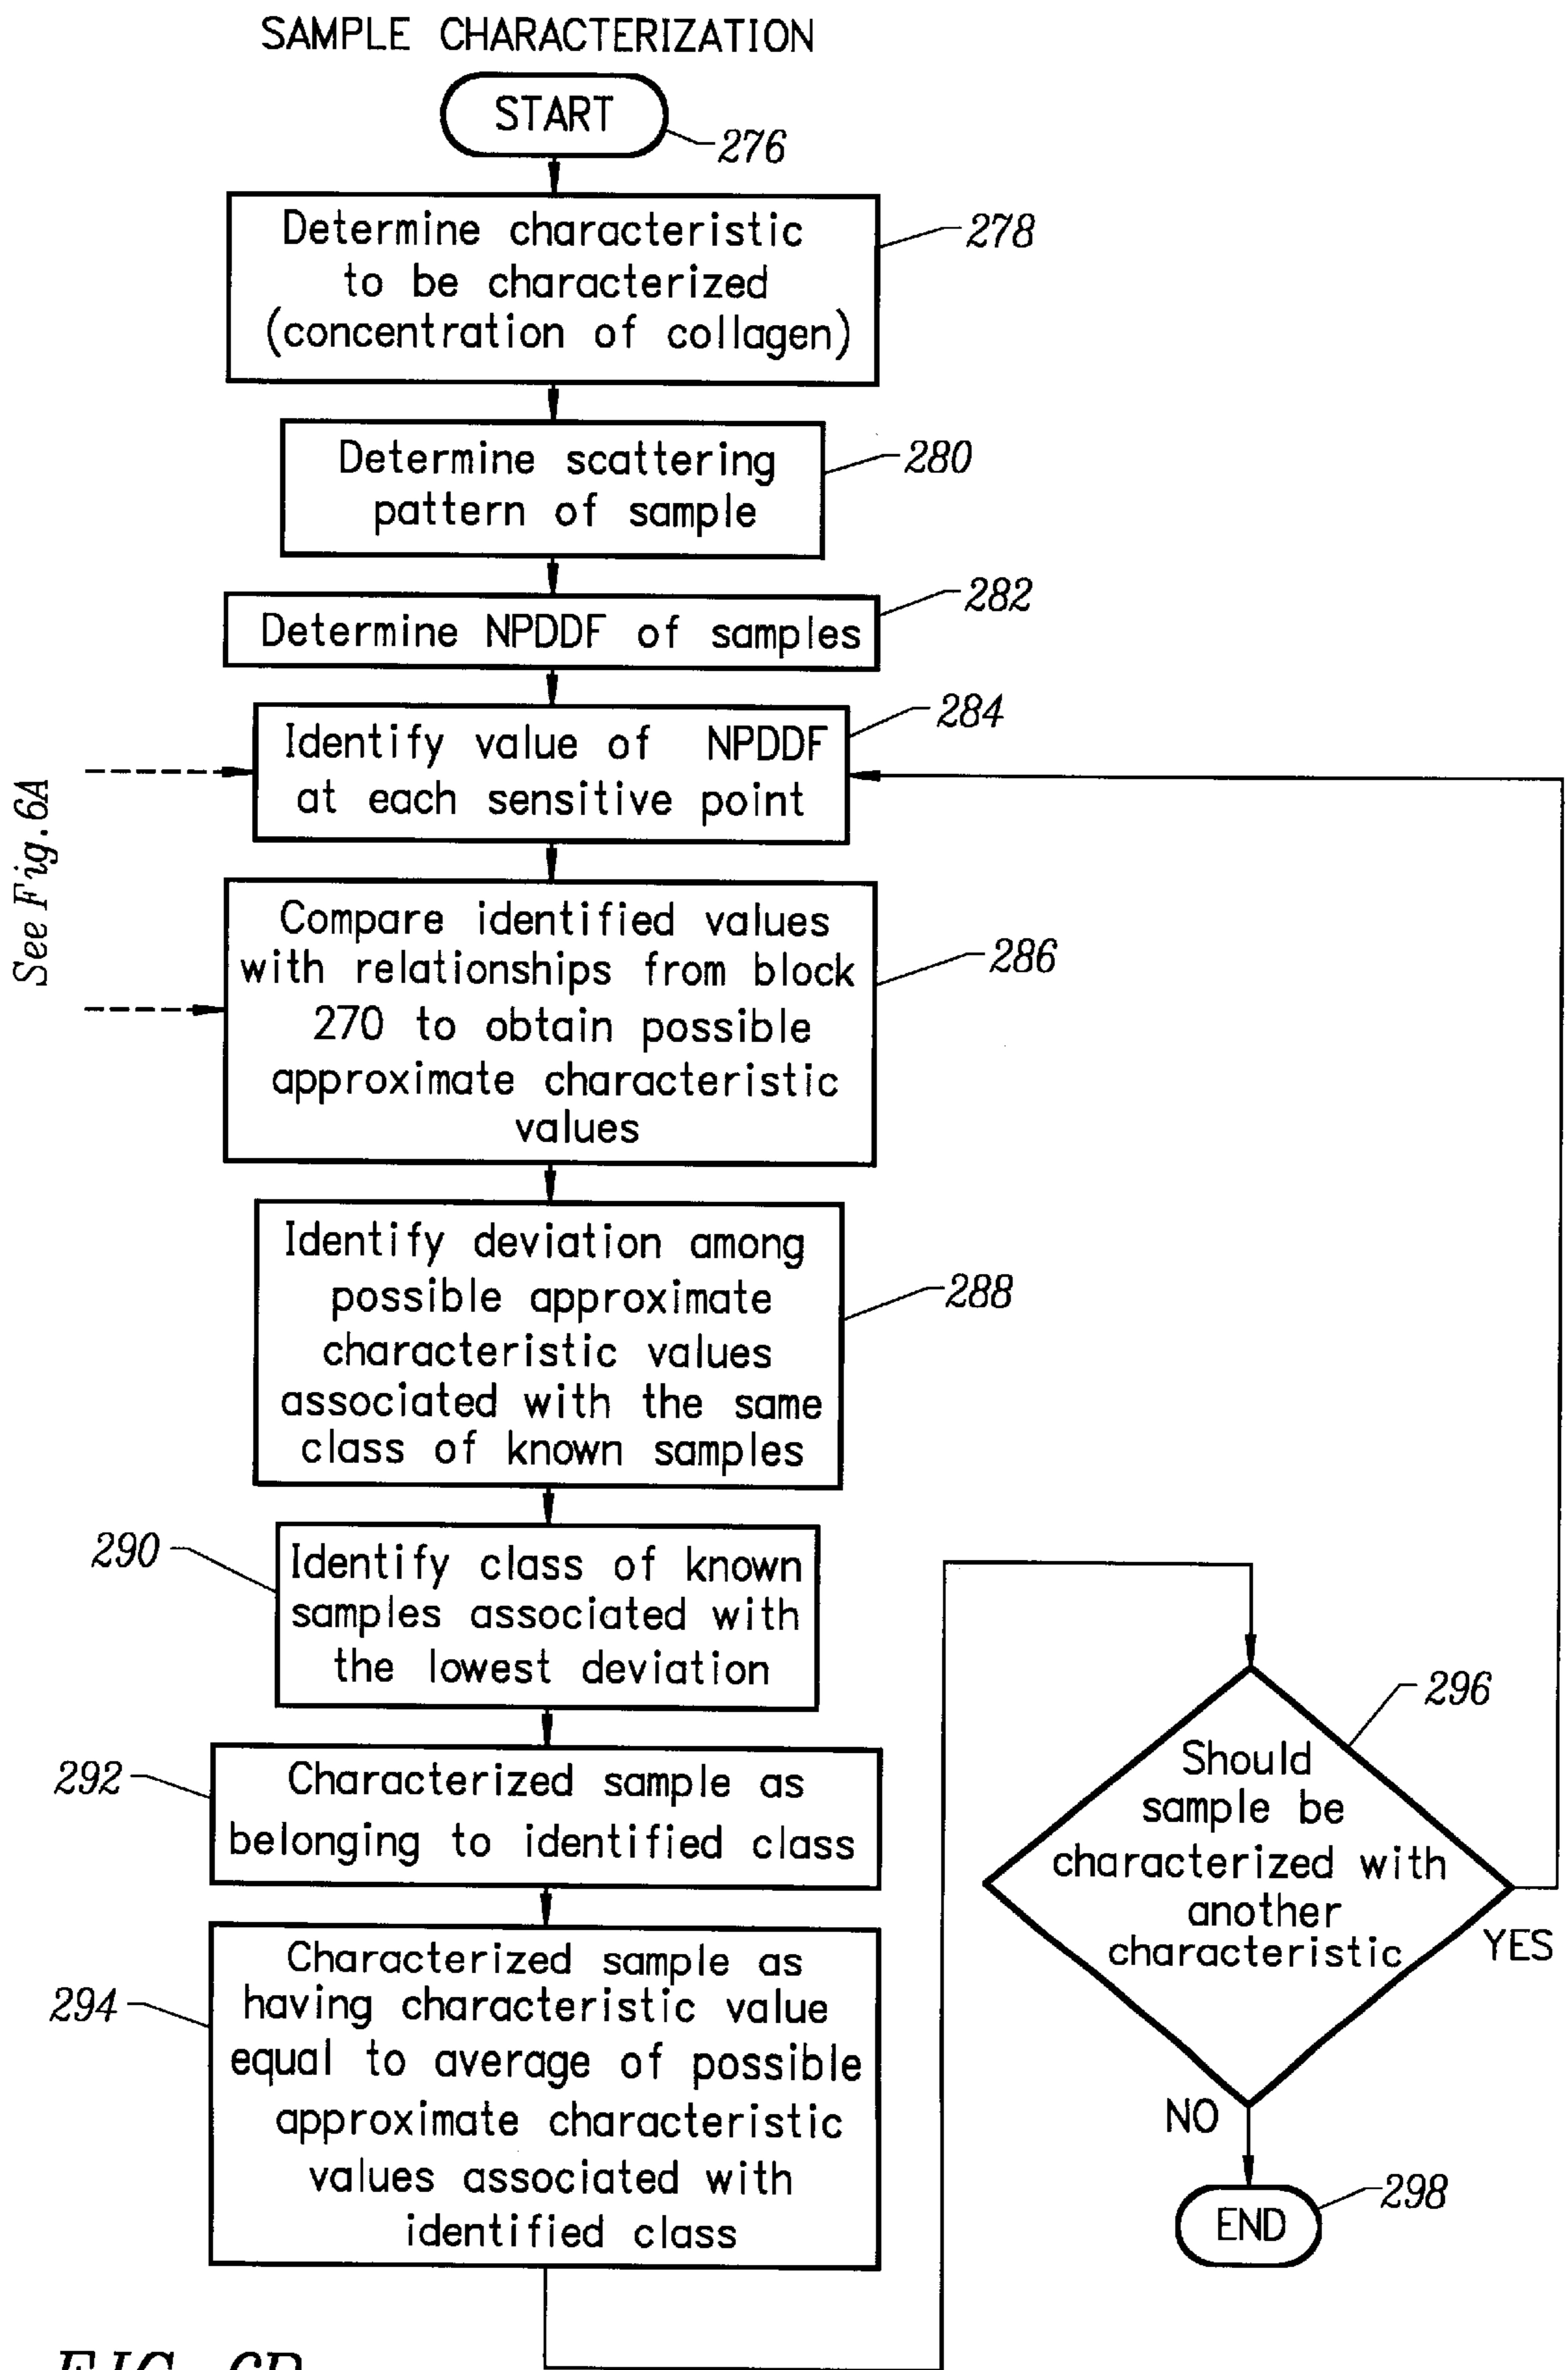 SAMPLE CHARACTERIZATION
START
276
Determine characteristic
to be characterized
(concentration of collagen)
278
Determine scattering
pattern of sample
280
Determine NPDDF of samples
282
Identify value of NPDDF
at each sensitive point
284
See Fig.6A
Compare identified values
with relationships from block
270 to obtain possible
approximate characteristic
values
286
Identify deviation among
possible approximate
characteristic values
associated with the same
class of known samples
288
290
Identify class of known
samples associated with
the lowest deviation
292
Characterized sample as
belonging to identified class
294
Characterized sample as
having characteristic value
equal to average of possible
approximate characteristic
values associated with
identified class
296
Should
sample be
characterized with
another
characteristic
YES
NO
END
298